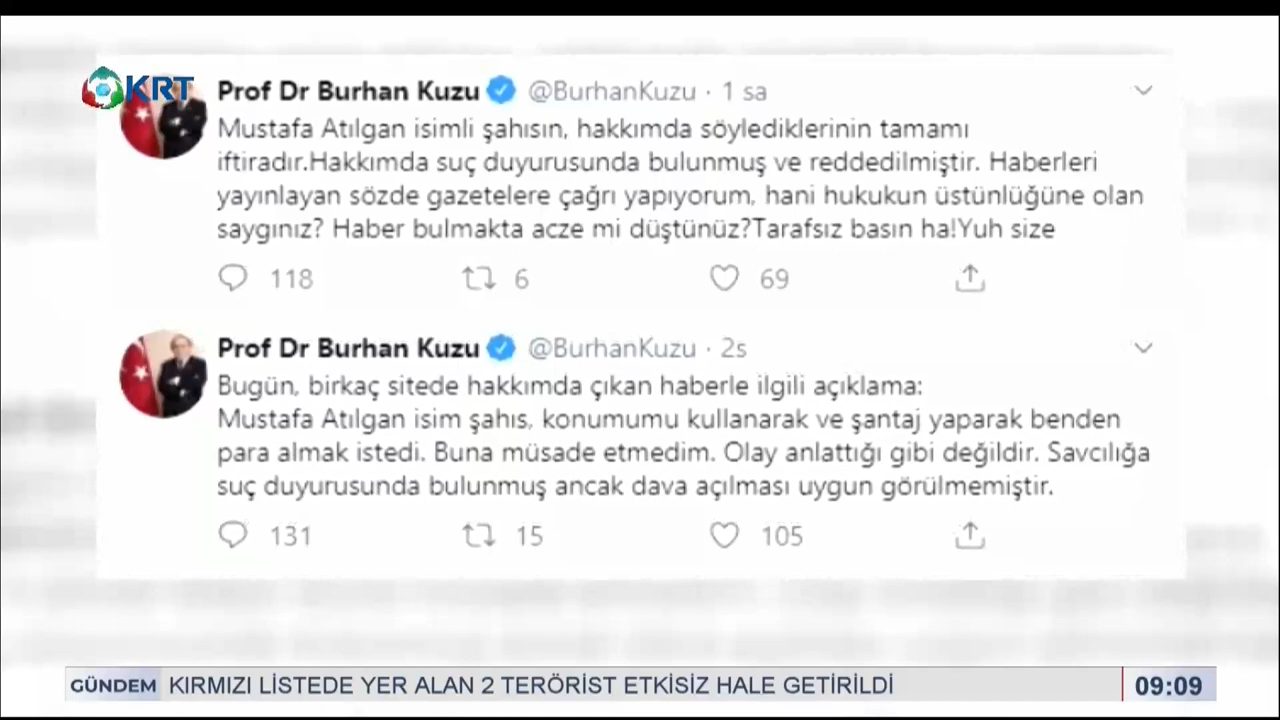 KRT
Prof Dr Burhan Kuzu @BurhanKuzu · 1 sa
Mustafa Atılgan isimli şahısın, hakkımda söylediklerinin tamamı
iftiradır.Hakkımda suç duyurusunda bulunmuş ve reddedilmiştir. Haberleri
yayınlayan sözde gazetelere çağrı yapıyorum, hani hukukun üstünlüğüne olan
saygınız? Haber bulmakta acze mi düştünüz?Tarafsız basın ha!Yuh size
118 6 69
Prof Dr Burhan Kuzu @BurhanKuzu · 2s
Bugün, birkaç sitede hakkımda çıkan haberle ilgili açıklama:
Mustafa Atılgan isim şahıs, konumumu kullanarak ve şantaj yaparak benden
para almak istedi. Buna müsade etmedim. Olay anlattığı gibi değildir. Savcılığa
suç duyurusunda bulunmuş ancak dava açılması uygun görülmemiştir.
131 15 105
GÜNDEM KIRMIZI LİSTEDE YER ALAN 2 TERÖRİST ETKİSİZ HALE GETİRİLDİ 09:09